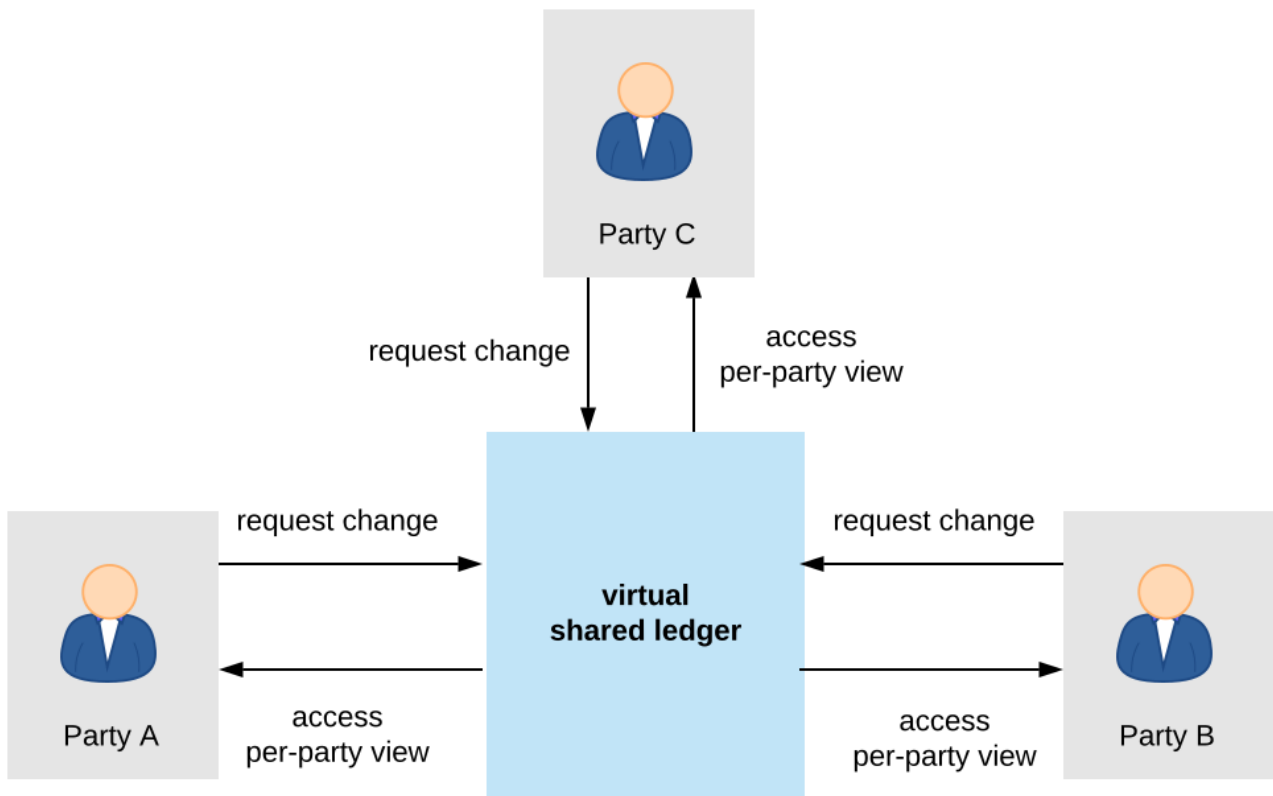 Party C
request change
access
per-party view
request change
request change
virtual
shared ledger
Party A
access
per-party view
access
per-party view
Party B